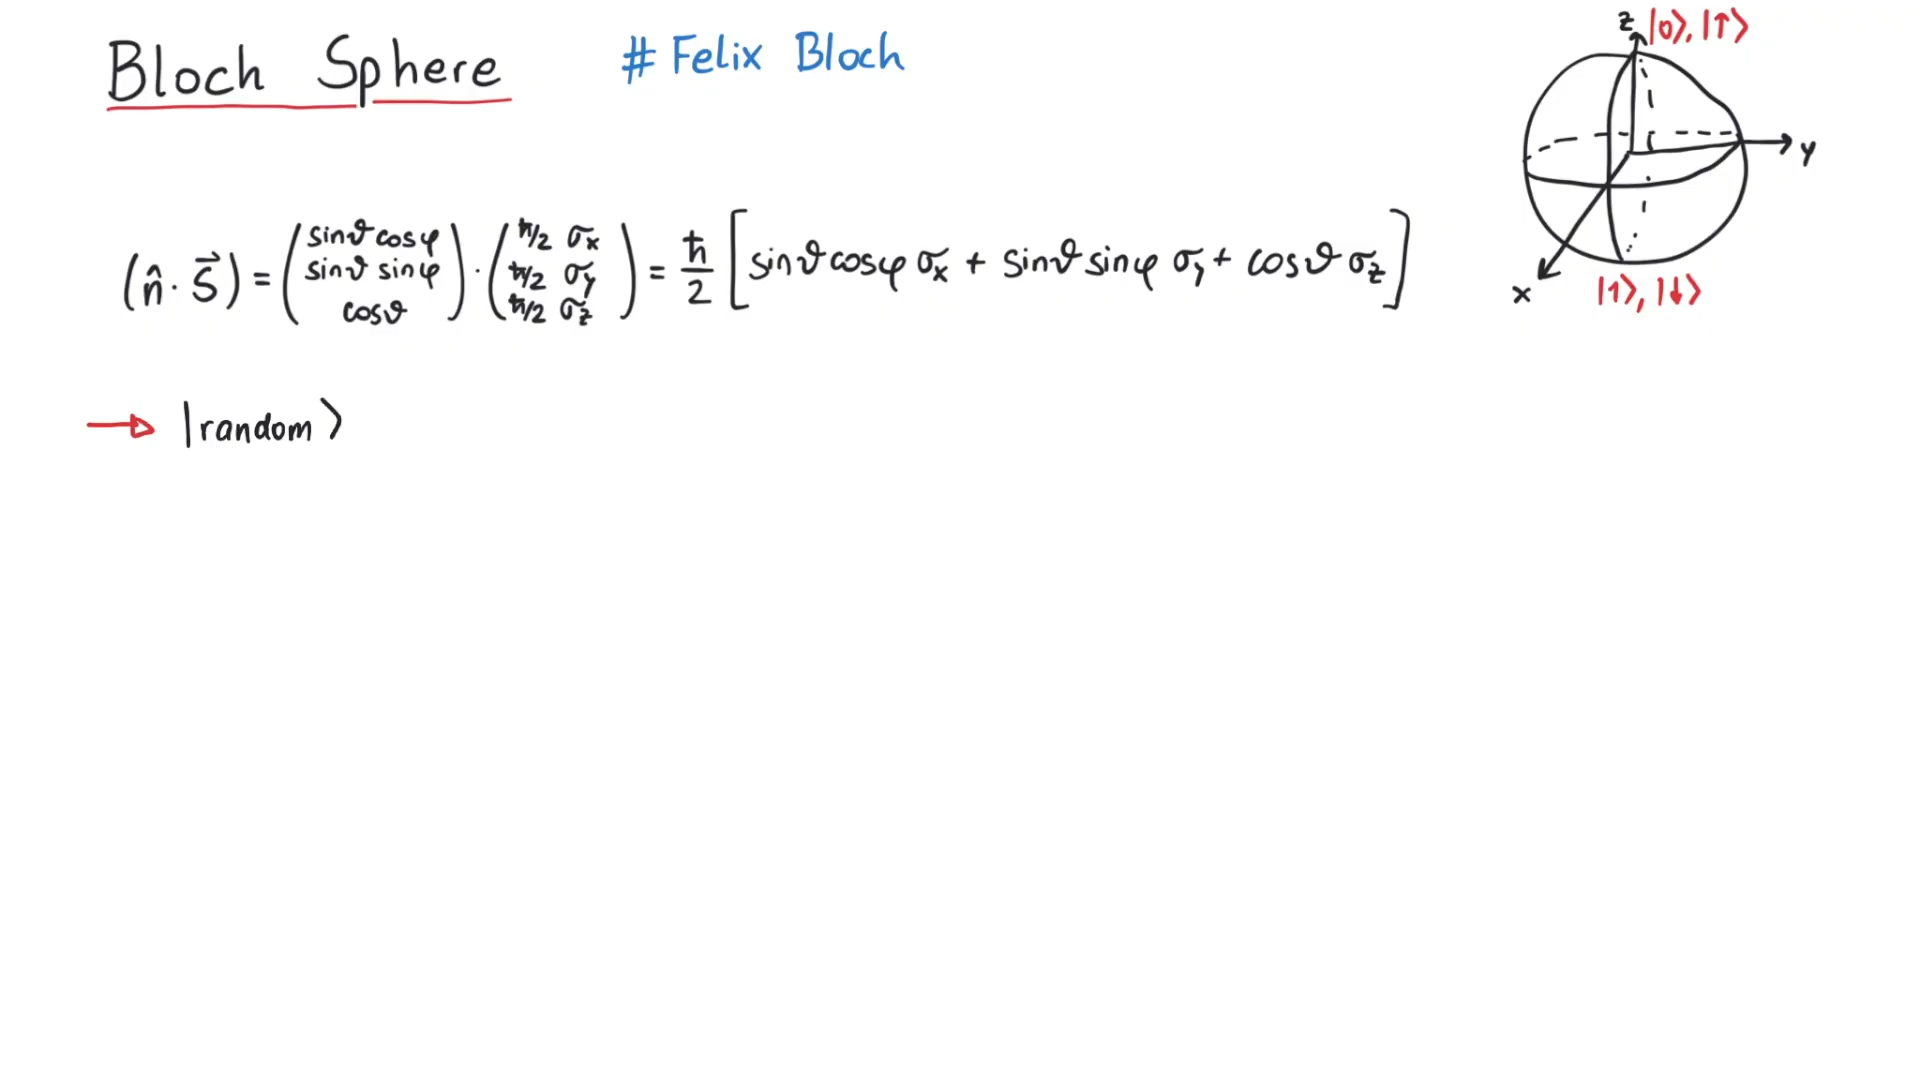 Bloch Sphere # Felix Bloch
z |0⟩, |↑⟩
y
x |1⟩, |↓⟩
(n̂ · S⃗) = (sinϑ cosφ, sinϑ sinφ, cosϑ) · (ħ/2 σx, ħ/2 σy, ħ/2 σz) = ħ/2 [sinϑ cosφ σx + sinϑ sinφ σy + cosϑ σz]
→ |random⟩